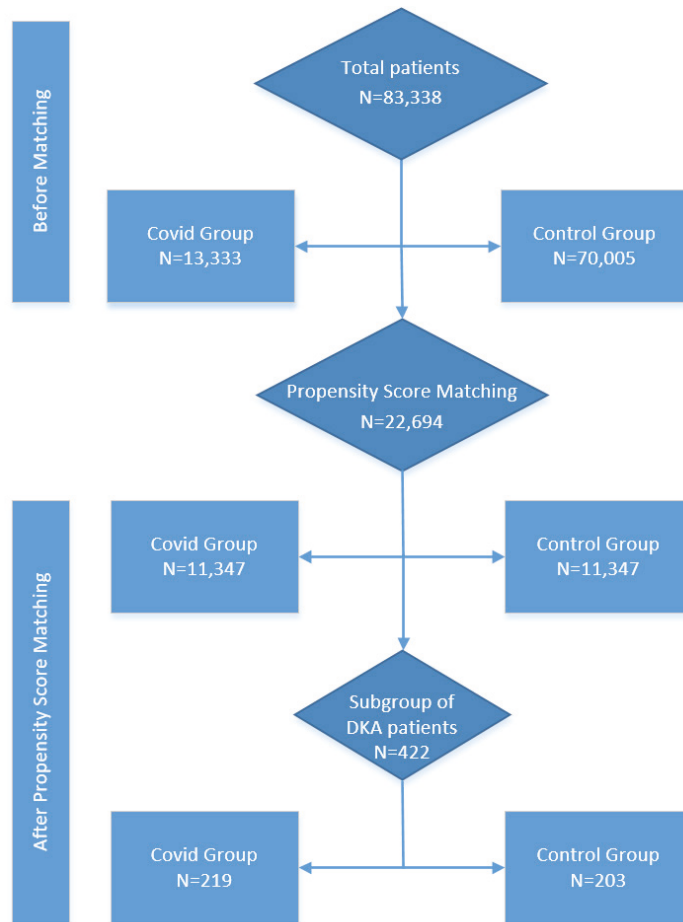 Before Matching
Total patients
N=83,338
Covid Group
N=13,333
Control Group
N=70,005
Propensity Score Matching
N=22,694
After Propensity Score Matching
Covid Group
N=11,347
Control Group
N=11,347
Subgroup of
DKA patients
N=422
Covid Group
N=219
Control Group
N=203